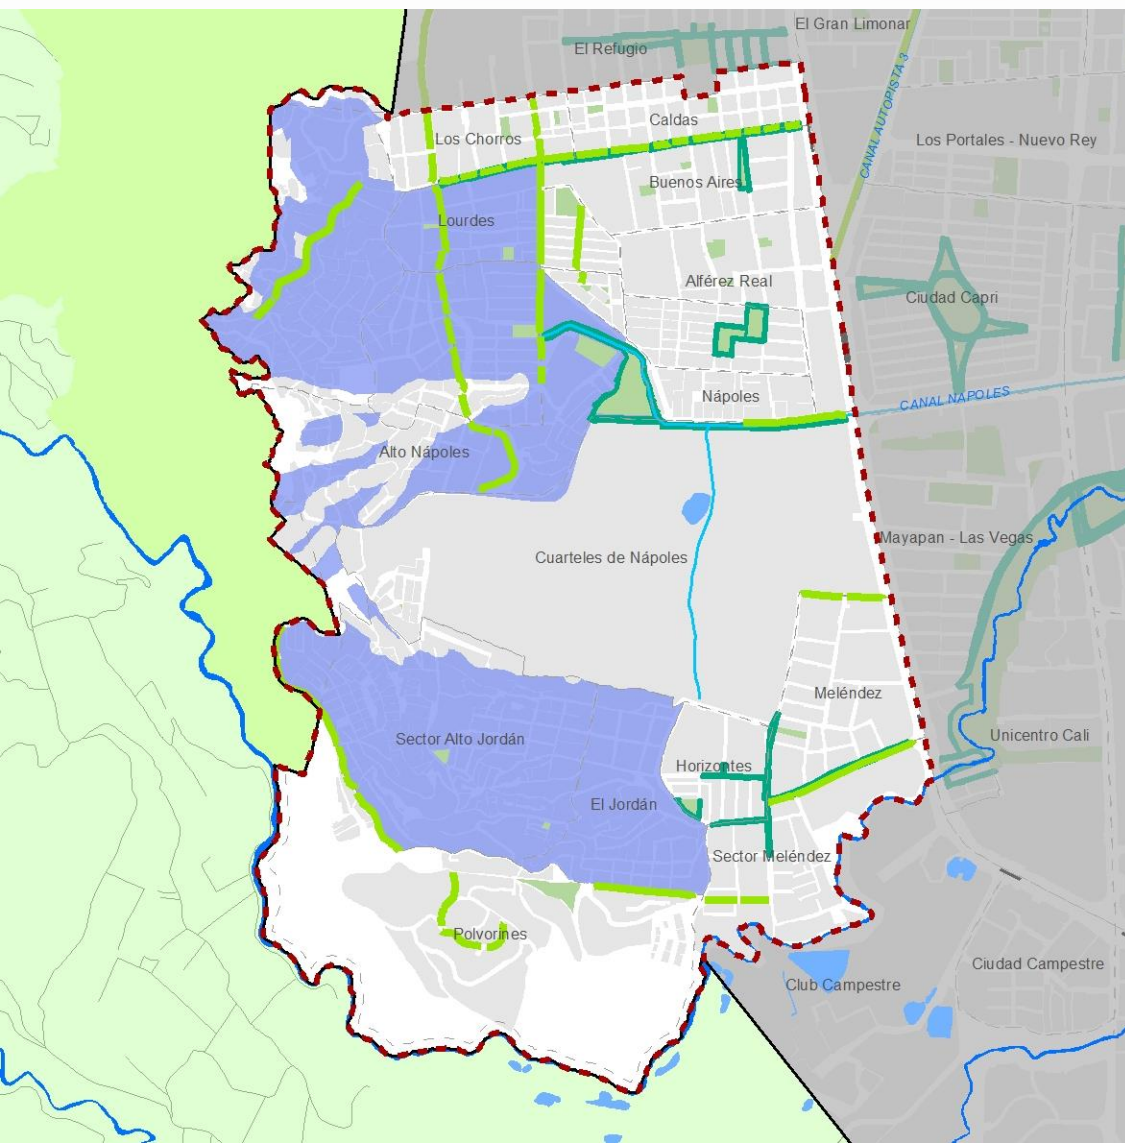 El Gran Limonar
El Refugio
CANAL AUTOPISTA 3
Caldas
Los Chorros
Los Portales - Nuevo Rey
Buenos Aires
Lourdes
Alférez Real
Ciudad Capri
Nápoles
CANAL NAPOLES
Alto Nápoles
Mayapan - Las Vegas
Cuarteles de Nápoles
Meléndez
Unicentro Cali
Sector Alto Jordán
Horizontes
El Jordán
Sector Meléndez
Polvorines
Ciudad Campestre
Club Campestre